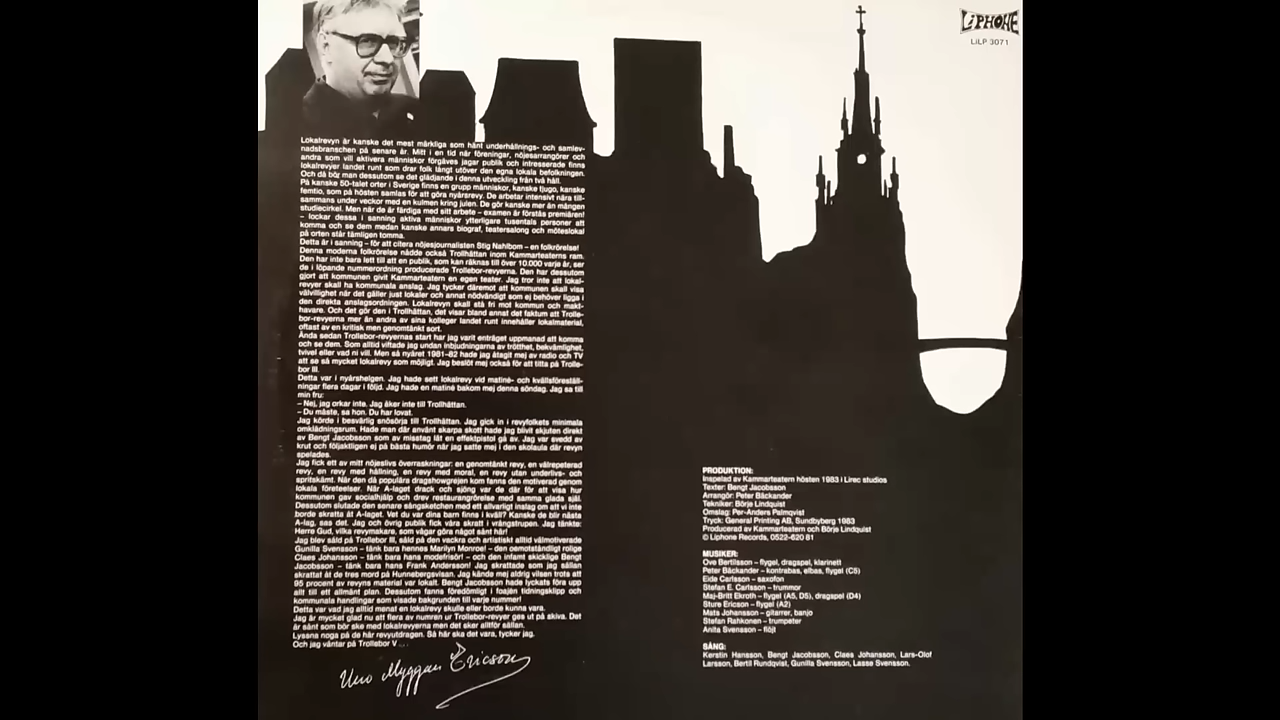 LiPHONE
LiLP 3071
Lokalrevyn är kanske det mest märkliga som hänt underhållnings- och samlev-
nadsbranschen på senare år. Mitt i en tid när föreningar, nöjesarrangörer och
andra som vill aktivera människor förgäves jagar publik och intresserade finns
lokalrevyer landet runt som drar folk långt utöver den egna lokala befolkningen.
Och då bör man dessutom se det glädjande i denna utveckling från två håll.
På kanske 50-talet orter i Sverige finns en grupp människor, kanske tjugo, kanske
femtio, som på hösten samlas för att göra nyårsrevy. De arbetar intensivt nära till-
sammans under veckor med en kulmen kring julen. De gör kanske mer än mången
studiecirkel. Men när de är färdiga med sitt arbete – examen är förstås premiären!
– lockar dessa i sanning aktiva människor ytterligare tusentals personer att
komma och se dem medan kanske annars biograf, teatersalong och möteslokal
på orten står tämligen tomma.
Detta är i sanning – för att citera nöjesjournalisten Stig Nahlbom – en folkrörelse!
Denna moderna folkrörelse nådde också Trollhättan inom Kammarteaterns ram.
Den har inte bara lett till att en publik, som kan räknas till över 10.000 varje år, ser
de i löpande nummerordning producerade Trollebor-revyerna. Den har dessutom
gjort att kommunen givit Kammarteatern en egen teater. Jag tror inte att lokal-
revyer skall ha kommunala anslag. Jag tycker däremot att kommunen skall visa
välvillighet när det gäller just lokaler och annat nödvändigt som ej behöver ligga i
den direkta anslagsordningen. Lokalrevyn skall stå fri mot kommun och makt-
havare. Och det gör den i Trollhättan, det visar bland annat det faktum att Trolle-
bor-revyerna mer än andra av sina kolleger landet runt innehåller lokalmaterial,
oftast av en kritisk men genomtänkt sort.
Ända sedan Trollebor-revyernas start har jag varit enträget uppmanad att komma
och se dem. Som alltid viftade jag undan inbjudningarna av trötthet, bekvämlighet,
tvivel eller vad ni vill. Men så nyåret 1981–82 hade jag åtagit mej av radio och TV
att se så mycket lokalrevy som möjligt. Jag beslöt mej också för att titta på Trolle-
bor III.
Detta var i nyårshelgen. Jag hade sett lokalrevy vid matiné- och kvällsföreställ-
ningar flera dagar i följd. Jag hade en matiné bakom mej denna söndag. Jag sa till
min fru:
– Nej, jag orkar inte. Jag åker inte till Trollhättan.
– Du måste, sa hon. Du har lovat.
Jag körde i besvärlig snösörja till Trollhättan. Jag gick in i revyfolkets minimala
omklädningsrum. Hade man där använt skarpa skott hade jag blivit skjuten direkt
av Bengt Jacobsson som av misstag lät en effektpistol gå av. Jag var svedd av
krut och följaktligen ej på bästa humör när jag satte mej i den skolaula där revyn
spelades.
Jag fick ett av mitt nöjeslivs överraskningar: en genomtänkt revy, en välrepeterad
revy, en revy med hållning, en revy med moral, en revy utan underlivs- och
spritskämt. När den då populära dragshowgrejen kom fanns den motiverad genom
lokala företeelser. När A-laget drack och sjöng var de där för att visa hur
kommunen gav socialhjälp och drev restaurangrörelse med samma glada själ.
Dessutom slutade den senare sångsketchen med ett allvarligt inslag om att vi inte
borde skratta åt A-laget. Vet du var dina barn finns i kväll? Kanske de blir nästa
A-lag, sas det. Jag och övrig publik fick våra skratt i vrångstrupen. Jag tänkte:
Herre Gud, vilka revymakare, som vågar göra något sånt här!
Jag blev såld på Trollebor III, såld på den vackra och artistiskt alltid välmotiverade
Gunilla Svensson – tänk bara hennes Marilyn Monroe! – den oemotståndligt rolige
Claes Johansson – tänk bara hans modefrisör! – och den infamt skicklige Bengt
Jacobsson – tänk bara hans Frank Andersson! Jag skrattade som jag sällan
skrattat åt de tre mord på Hunnebergsvisan. Jag kände mej aldrig vilsen trots att
95 procent av revyns material var lokalt. Bengt Jacobsson hade lyckats föra upp
allt till ett allmänt plan. Dessutom fanns föredömligt i foajén tidningsklipp och
kommunala handlingar som visade bakgrunden till varje nummer!
Detta var vad jag alltid menat en lokalrevy skulle eller borde kunna vara.
Jag är mycket glad nu att flera av numren ur Trollebor-revyer ges ut på skiva. Det
är sånt som bör ske med lokalrevyerna men det sker alltför sällan.
Lyssna noga på de här revyutdragen. Så här ska det vara, tycker jag.
Och jag väntar på Trollebor V...
Uno Myggan Ericson
PRODUKTION:
Inspelad av Kammarteatern hösten 1983 i Lirec studios
Texter: Bengt Jacobsson
Arrangör: Peter Bäckander
Tekniker: Börje Lindquist
Omslag: Per-Anders Palmqvist
Tryck: General Printing AB, Sundbyberg 1983
Producerad av Kammarteatern och Börje Lindquist
© Liphone Records, 0522-620 81
MUSIKER:
Ove Bertilsson – flygel, dragspel, klarinett
Peter Bäckander – kontrabas, elbas, flygel (C5)
Eide Carlsson – saxofon
Stefan E. Carlsson – trummor
Maj-Britt Ekroth – flygel (A5, D5), dragspel (D4)
Sture Ericson – flygel (A2)
Mats Johansson – gitarrer, banjo
Stefan Rahkonen – trumpeter
Anita Svensson – flöjt
SÅNG:
Kerstin Hansson, Bengt Jacobsson, Claes Johansson, Lars-Olof
Larsson, Bertil Rundqvist, Gunilla Svensson, Lasse Svensson.